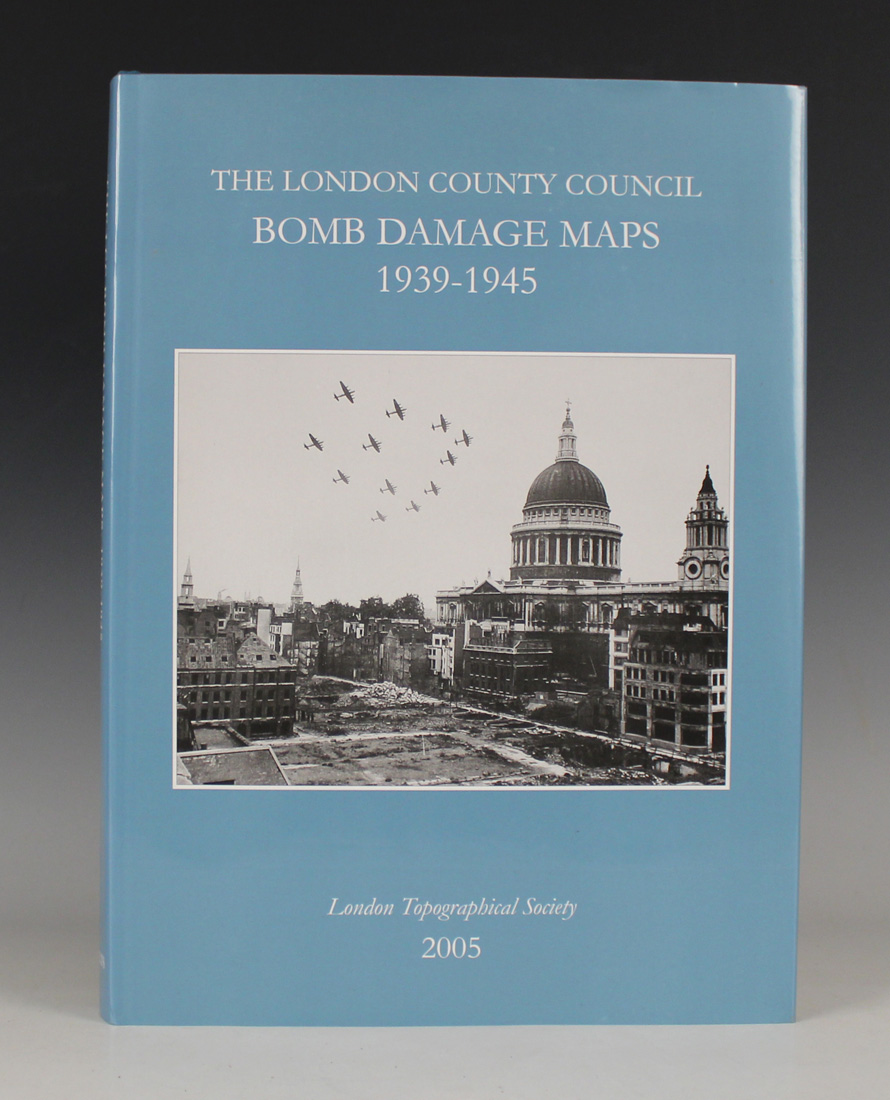 THE LONDON COUNTY COUNCIL
BOMB DAMAGE MAPS
1939-1945
London Topographical Society
2005